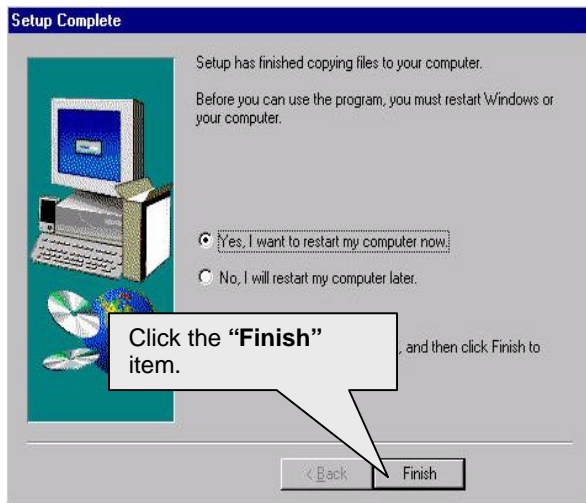 Setup Complete
Setup has finished copying files to your computer.
Before you can use the program, you must restart Windows or
your computer.
Yes, I want to restart my computer now.
No, I will restart my computer later.
Click the “Finish”
item.
, and then click Finish to
< Back
Finish